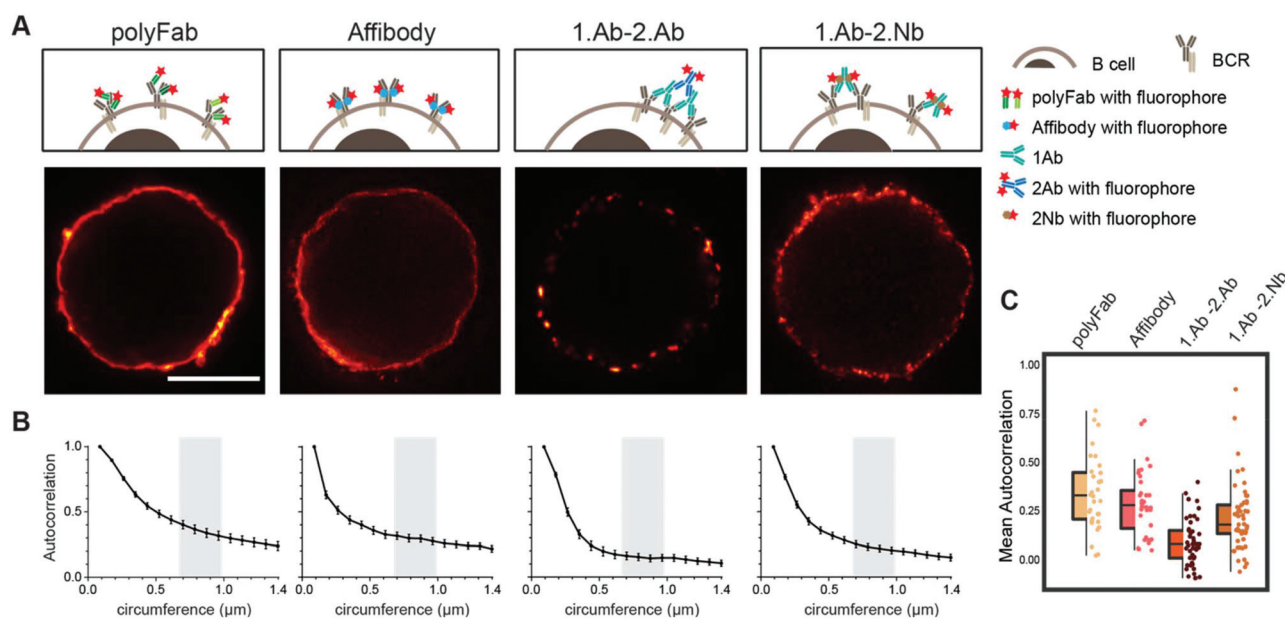 A
polyFab
Affibody
1.Ab-2.Ab
1.Ab-2.Nb
B cell
BCR
polyFab with fluorophore
Affibody with fluorophore
1Ab
2Ab with fluorophore
2Nb with fluorophore
B
Autocorrelation
1.0
0.5
0.0
0.0 0.5 1.0 1.4
circumference (μm)
0.0 0.5 1.0 1.4
circumference (μm)
0.0 0.5 1.0 1.4
circumference (μm)
0.0 0.5 1.0 1.4
circumference (μm)
C
polyFab
Affibody
1.Ab -2.Ab
1.Ab -2.Nb
Mean Autocorrelation
1.00
0.75
0.50
0.25
0.00